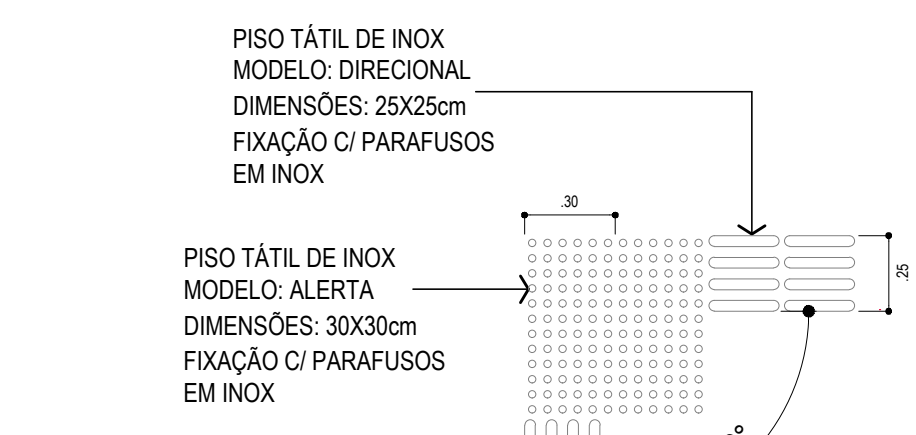 PISO TÁTIL DE INOX
MODELO: DIRECIONAL
DIMENSÕES: 25X25cm
FIXAÇÃO C/ PARAFUSOS
EM INOX
.30
PISO TÁTIL DE INOX
MODELO: ALERTA
DIMENSÕES: 30X30cm
FIXAÇÃO C/ PARAFUSOS
EM INOX
.25